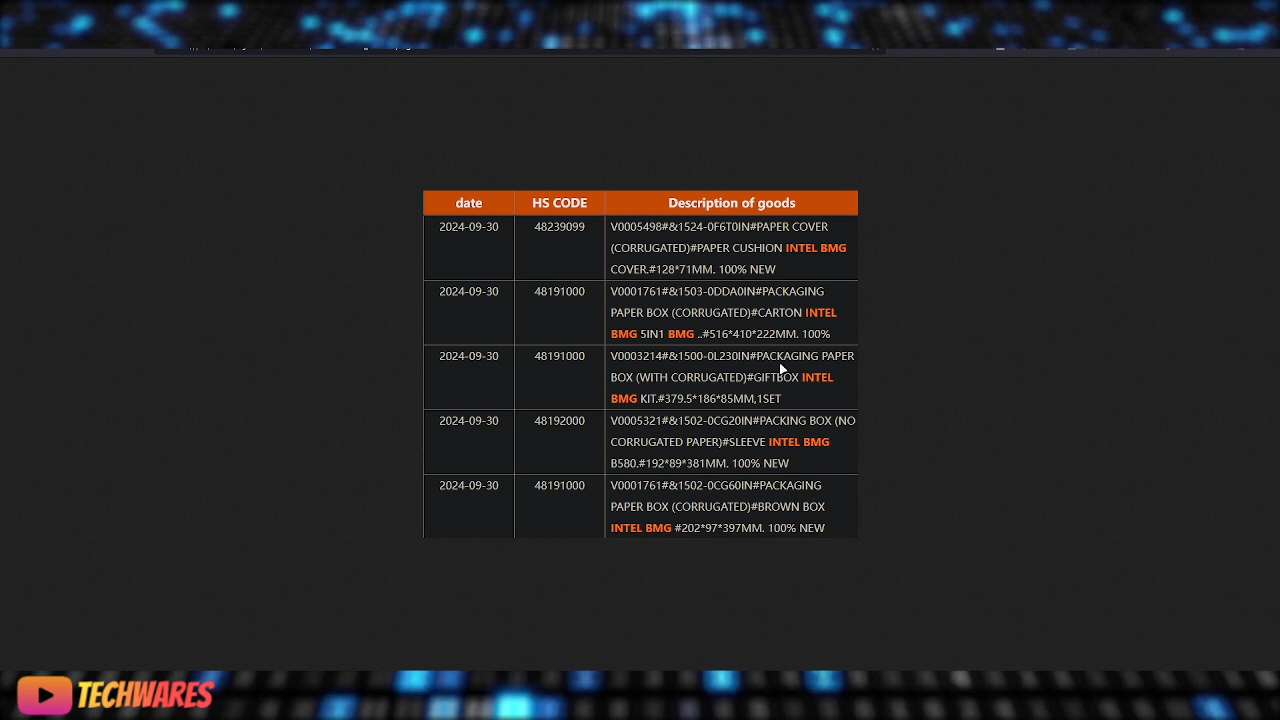 date HS CODE Description of goods
2024-09-30 48239099 V0005498#&1524-0F6T0IN#PAPER COVER
(CORRUGATED)#PAPER CUSHION INTEL BMG
COVER.#128*71MM. 100% NEW
2024-09-30 48191000 V0001761#&1503-0DDA0IN#PACKAGING
PAPER BOX (CORRUGATED)#CARTON INTEL
BMG 5IN1 BMG ..#516*410*222MM. 100%
2024-09-30 48191000 V0003214#&1500-0L230IN#PACKAGING PAPER
BOX (WITH CORRUGATED)#GIFTBOX INTEL
BMG KIT.#379.5*186*85MM,1SET
2024-09-30 48192000 V0005321#&1502-0CG20IN#PACKING BOX (NO
CORRUGATED PAPER)#SLEEVE INTEL BMG
B580.#192*89*381MM. 100% NEW
2024-09-30 48191000 V0001761#&1502-0CG60IN#PACKAGING
PAPER BOX (CORRUGATED)#BROWN BOX
INTEL BMG #202*97*397MM. 100% NEW
TECHWARES